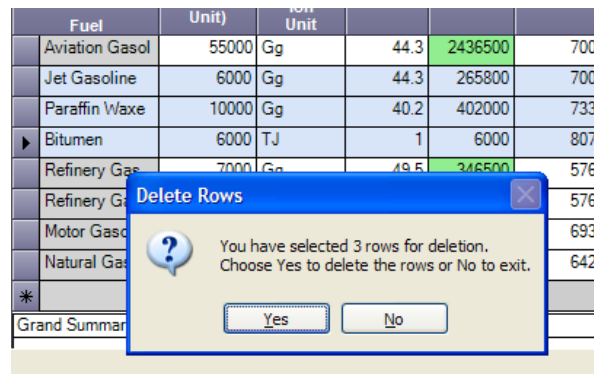 Unit)
Unit
Fuel
Aviation Gasol 55000 Gg 44.3 2436500 700
Jet Gasoline 6000 Gg 44.3 265800 700
Paraffin Waxe 10000 Gg 40.2 402000 733
Bitumen 6000 TJ 1 6000 807
Refinery Gas 7000 Gg 49.5 346500 576
Refinery Ga 576
Motor Gaso 693
Natural Gas 642
Grand Summar
Delete Rows
You have selected 3 rows for deletion.
Choose Yes to delete the rows or No to exit.
Yes No